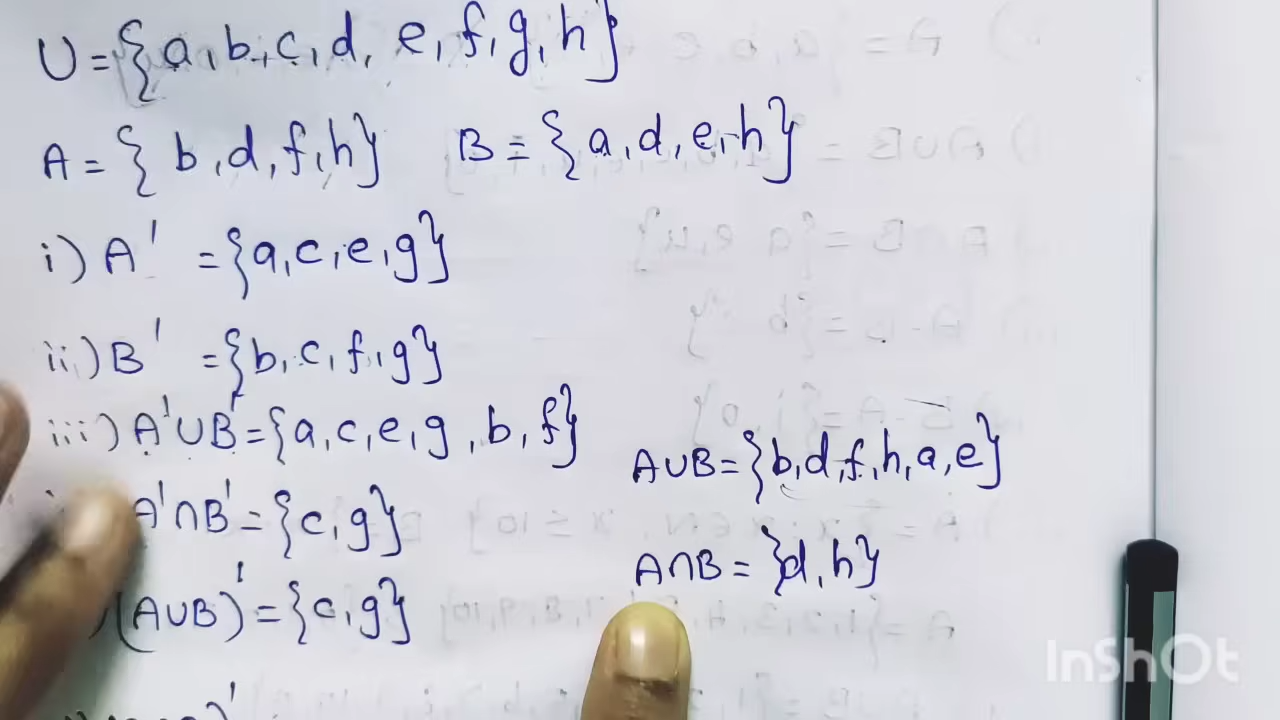 U={a,b,c,d,e,f,g,h}
A={b,d,f,h} B={a,d,e,h}
i) A' ={a,c,e,g}
ii) B' ={b,c,f,g}
iii) A'∪B'={a,c,e,g,b,f}
A∪B={b,d,f,h,a,e}
A'∩B'={c,g}
A∩B={d,h}
(A∪B)'={c,g}
InShOt